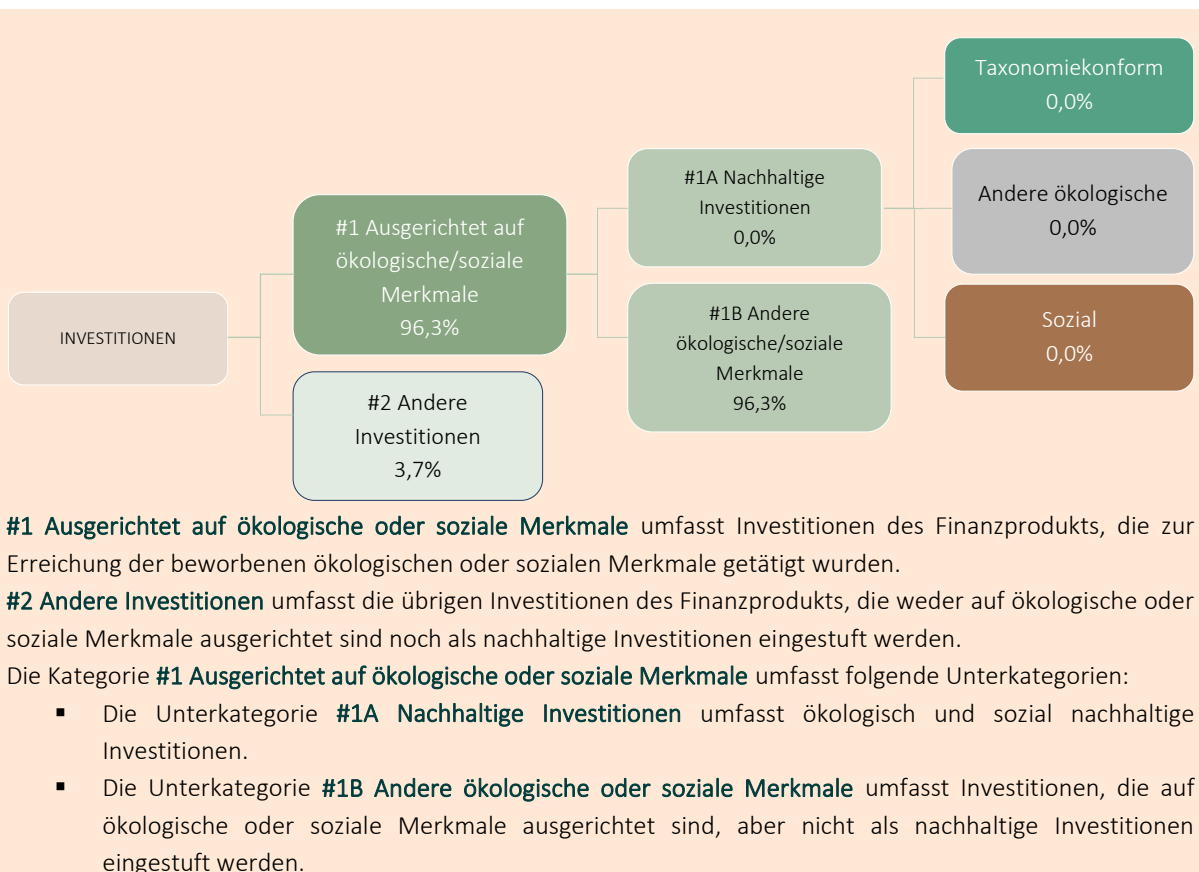 INVESTITIONEN
#1 Ausgerichtet auf
ökologische/soziale
Merkmale
96,3%
#2 Andere
Investitionen
3,7%
#1A Nachhaltige
Investitionen
0,0%
#1B Andere
ökologische/soziale
Merkmale
96,3%
Taxonomiekonform
0,0%
Andere ökologische
0,0%
Sozial
0,0%
#1 Ausgerichtet auf ökologische oder soziale Merkmale umfasst Investitionen des Finanzprodukts, die zur
Erreichung der beworbenen ökologischen oder sozialen Merkmale getätigt wurden.
#2 Andere Investitionen umfasst die übrigen Investitionen des Finanzprodukts, die weder auf ökologische oder
soziale Merkmale ausgerichtet sind noch als nachhaltige Investitionen eingestuft werden.
Die Kategorie #1 Ausgerichtet auf ökologische oder soziale Merkmale umfasst folgende Unterkategorien:
▪ Die Unterkategorie #1A Nachhaltige Investitionen umfasst ökologisch und sozial nachhaltige
Investitionen.
▪ Die Unterkategorie #1B Andere ökologische oder soziale Merkmale umfasst Investitionen, die auf
ökologische oder soziale Merkmale ausgerichtet sind, aber nicht als nachhaltige Investitionen
eingestuft werden.